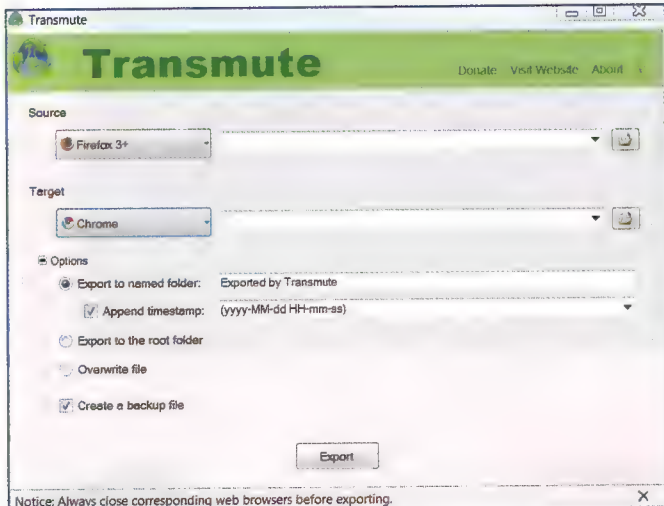 Transmute
Transmute
Donate Visit Website About
Source
Firefox 3+
Target
Chrome
Options
Export to named folder: Exported by Transmute
Append timestamp: (yyyy-MM-dd HH-mm-ss)
Export to the root folder
Overwrite file
Create a backup file
Export
Notice: Always close corresponding web browsers before exporting.